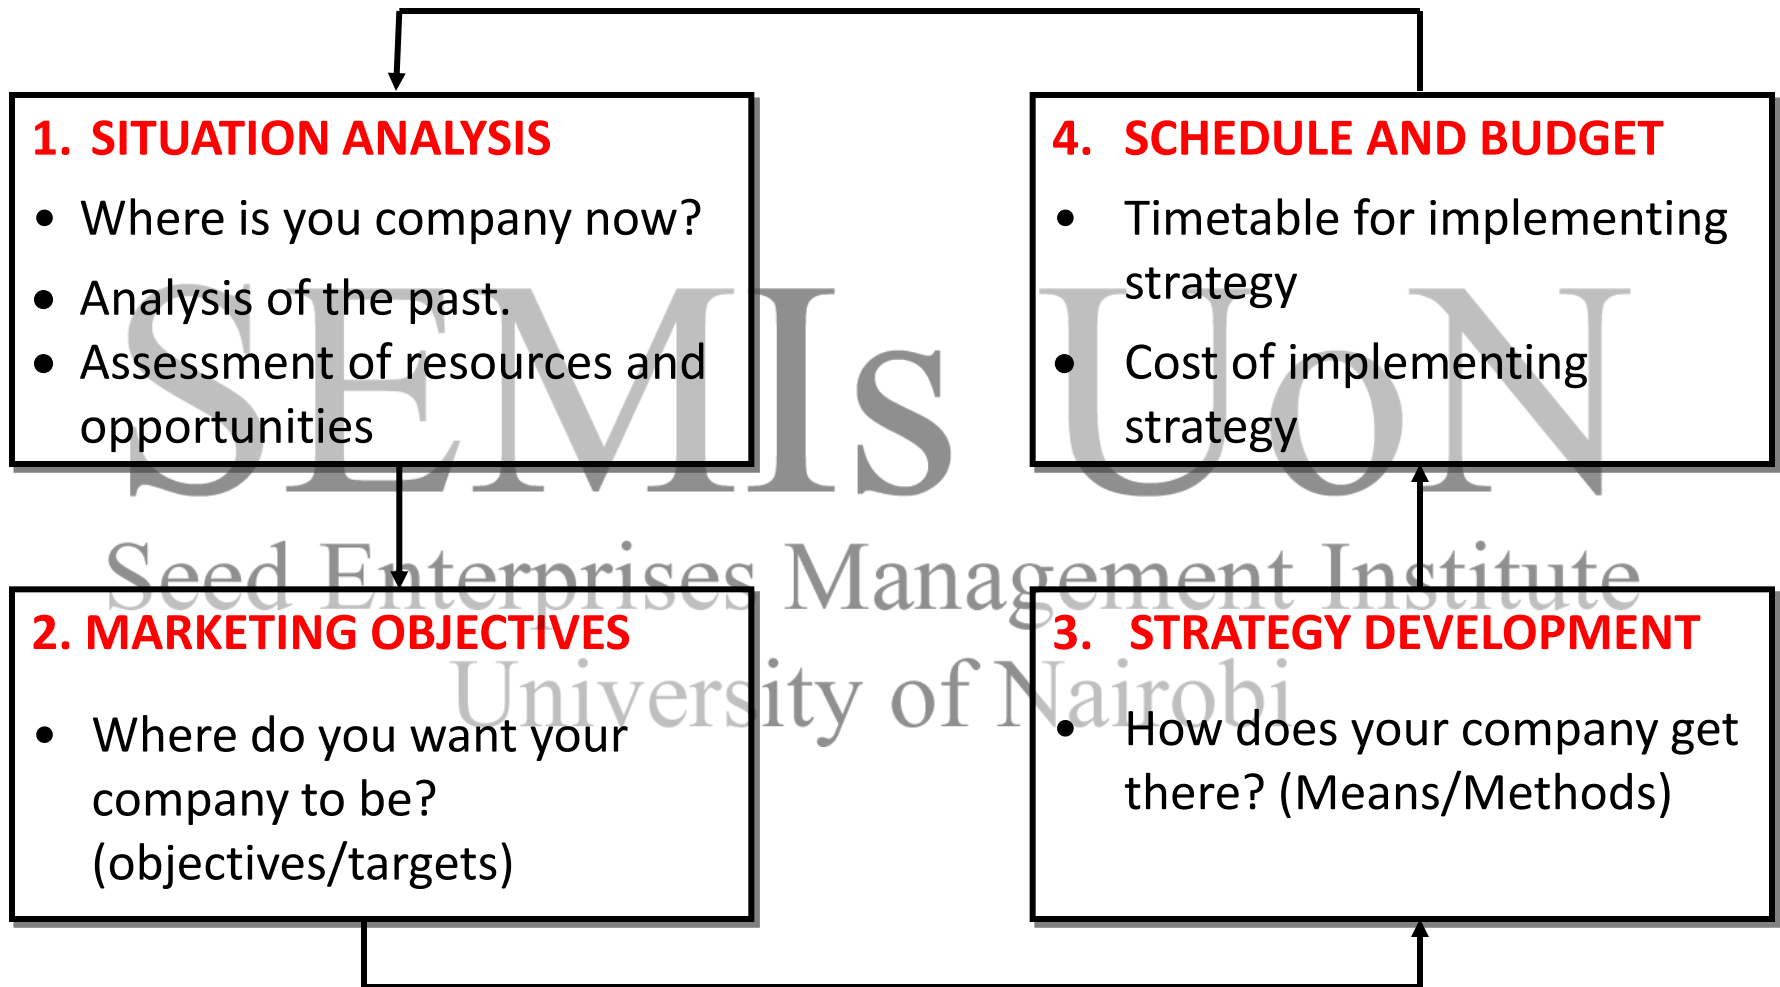 1. SITUATION ANALYSIS
• Where is you company now?
• Analysis of the past.
• Assessment of resources and
opportunities
2. MARKETING OBJECTIVES
• Where do you want your
company to be?
(objectives/targets)
3. STRATEGY DEVELOPMENT
• How does your company get
there? (Means/Methods)
4. SCHEDULE AND BUDGET
• Timetable for implementing
strategy
• Cost of implementing
strategy
SEMIs UoN
Seed Enterprises Management Institute
University of Nairobi